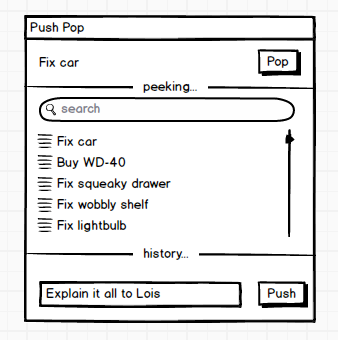 Push Pop
Fix car
Pop
peeking...
search
Fix car
Buy WD-40
Fix squeaky drawer
Fix wobbly shelf
Fix lightbulb
history...
Explain it all to Lois
Push